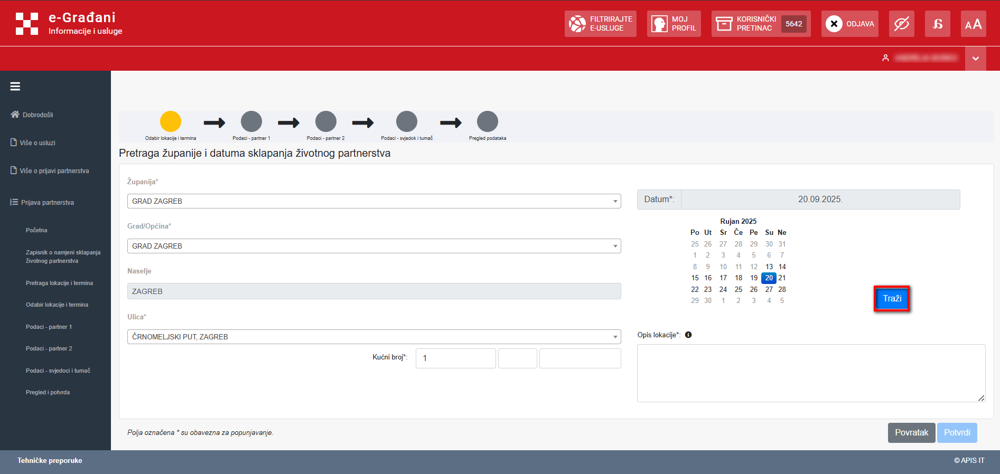 e-Građani
Informacije i usluge
FILTRIRAJTE
E-USLUGE
MOJ
PROFIL
KORISNIČKI
PRETINAC
5642
ODJAVA
AA
Dobrodošli
Više o usluzi
Više o prijavi partnerstva
Prijava partnerstva
Početna
Zapisnik o namjeni sklapanja
životnog partnerstva
Pretraga lokacije i termina
Odabir lokacije i termina
Podaci - partner 1
Podaci - partner 2
Podaci - svjedoci i tumač
Pregled i potvrda
Odabir lokacije i termina
Podaci - partner 1
Podaci - partner 2
Podaci - svjedok i tumač
Pregled podataka
Pretraga županije i datuma sklapanja životnog partnerstva
Županija*
GRAD ZAGREB
Grad/Općina*
GRAD ZAGREB
Naselje
ZAGREB
Ulica*
ČRNOMELJSKI PUT, ZAGREB
Kućni broj*:
1
Datum*:
20.09.2025.
Rujan 2025
Po Ut Sr Če Pe Su Ne
25 26 27 28 29 30 31
1 2 3 4 5 6 7
8 9 10 11 12 13 14
15 16 17 18 19 20 21
22 23 24 25 26 27 28
29 30 1 2 3 4 5
Traži
Opis lokacije*:
Polja označena * su obavezna za popunjavanje.
Povratak
Potvrdi
Tehničke preporuke
© APIS IT